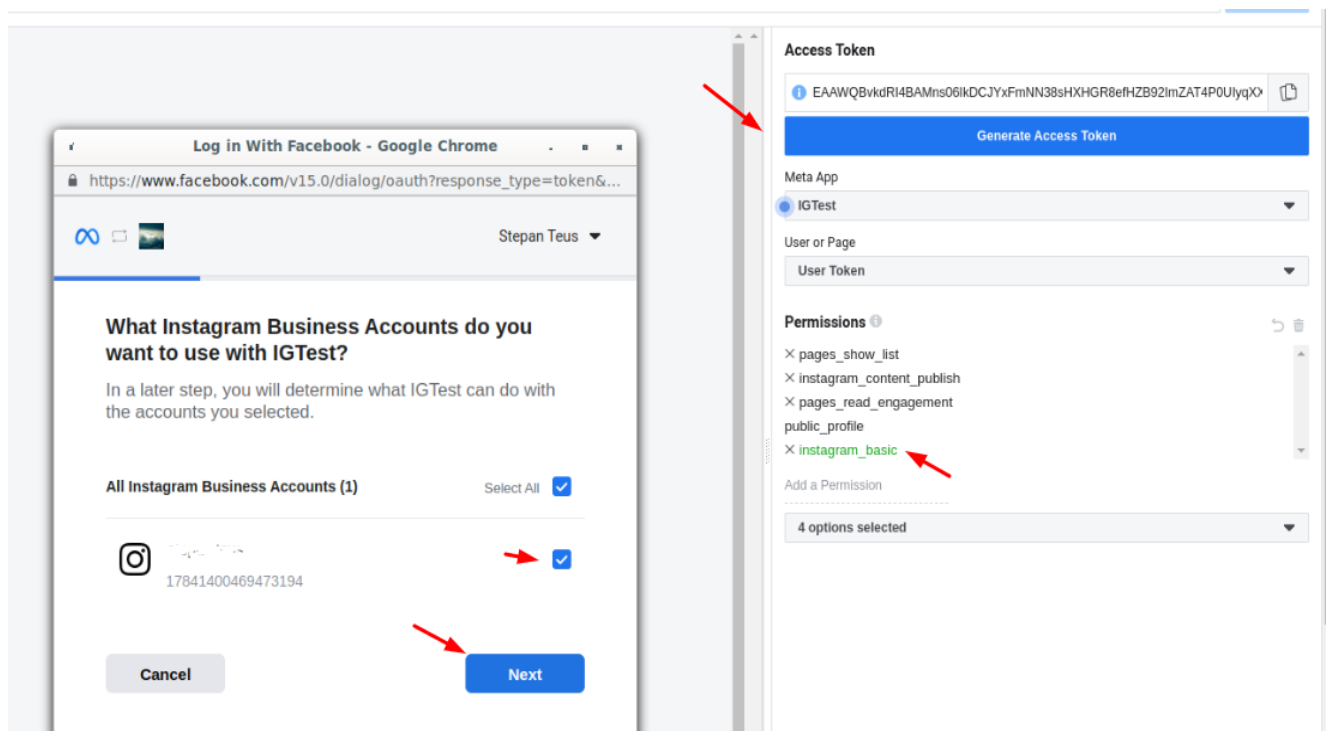 Log in With Facebook - Google Chrome
https://www.facebook.com/v15.0/dialog/oauth?response_type=token&...
Stepan Teus
What Instagram Business Accounts do you
want to use with IGTest?
In a later step, you will determine what IGTest can do with
the accounts you selected.
All Instagram Business Accounts (1)
Select All
17841400469473194
Cancel
Next
Access Token
Generate Access Token
Meta App
IGTest
User or Page
User Token
Permissions
pages_show_list
instagram_content_publish
pages_read_engagement
public_profile
instagram_basic
Add a Permission
4 options selected